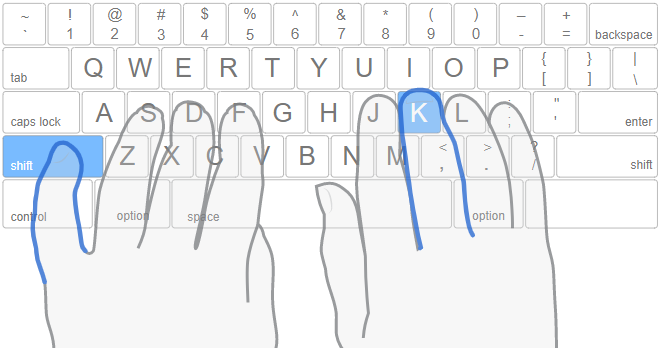 ~ ! @ # $ % ^ & * ( ) – +
` 1 2 3 4 5 6 7 8 9 0 - = backspace
tab Q W E R T Y U I O P { [ } ] | \
caps lock A S D F G H J K L : ; " ' enter
shift Z X C V B N M < , > . ? / shift
control option space option